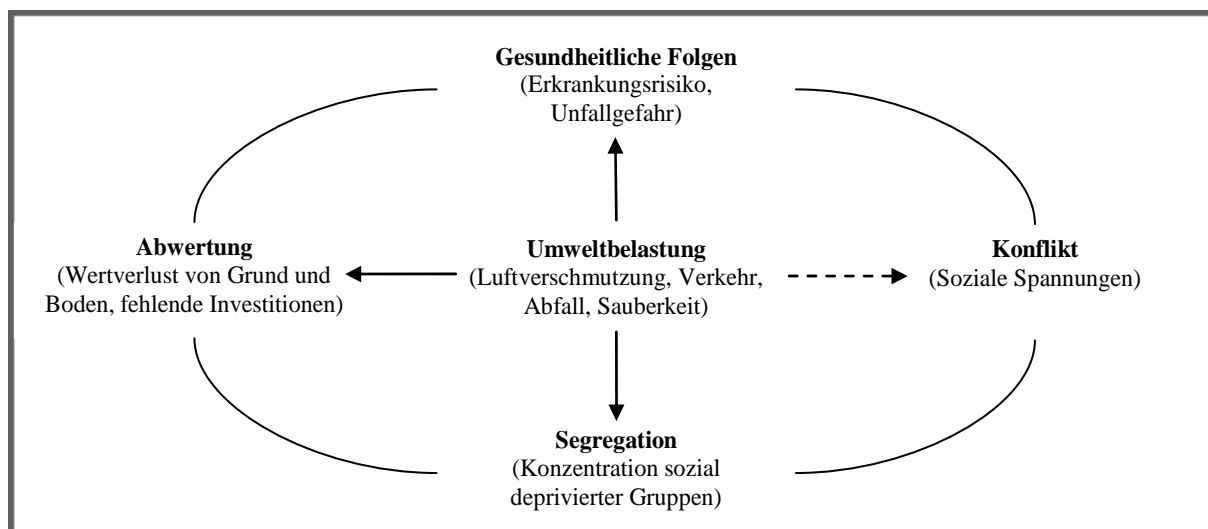 Gesundheitliche Folgen
(Erkrankungsrisiko,
Unfallgefahr)
Abwertung
(Wertverlust von Grund und
Boden, fehlende Investitionen)
Umweltbelastung
(Luftverschmutzung, Verkehr,
Abfall, Sauberkeit)
Konflikt
(Soziale Spannungen)
Segregation
(Konzentration sozial
deprivierter Gruppen)